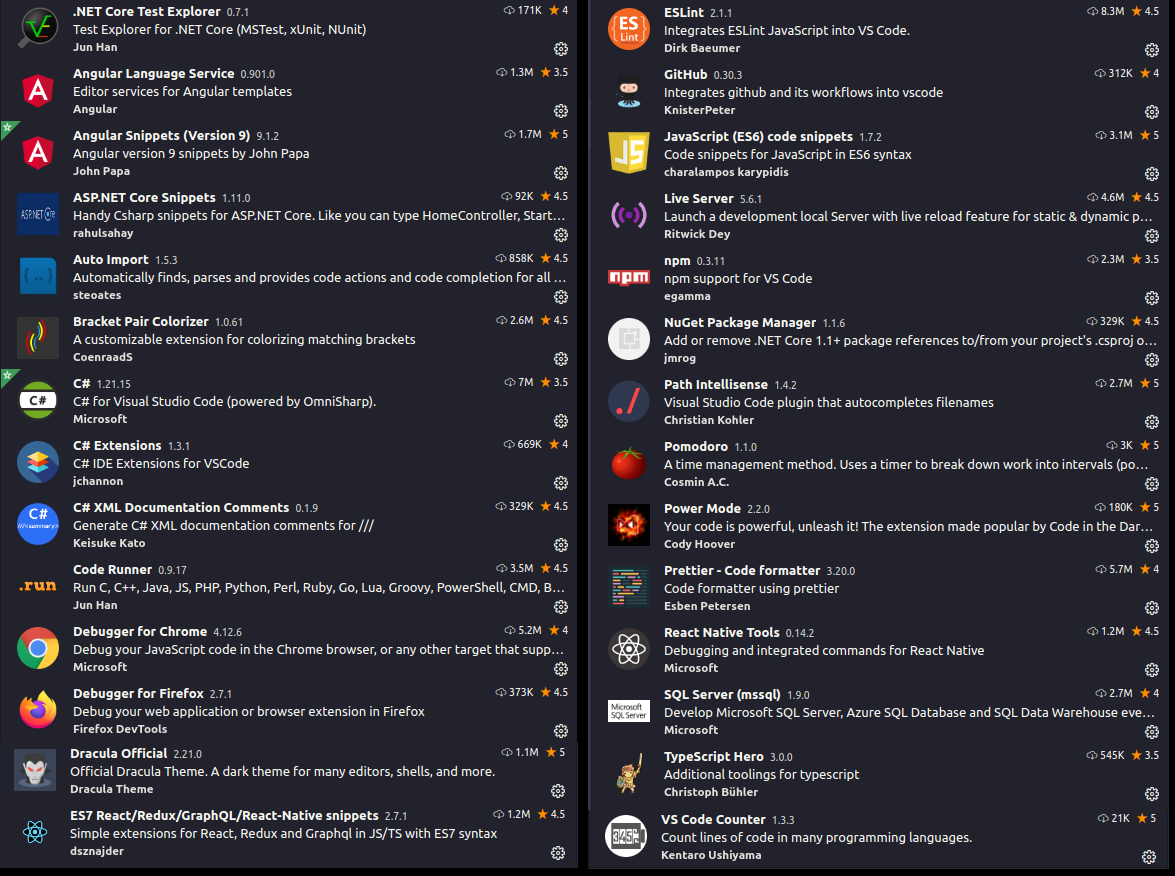 .NET Core Test Explorer 0.7.1 171K ★ 4
Test Explorer for .NET Core (MSTest, xUnit, NUnit)
Jun Han
Angular Language Service 0.901.0 1.3M ★ 3.5
Editor services for Angular templates
Angular
Angular Snippets (Version 9) 9.1.2 1.7M ★ 5
Angular version 9 snippets by John Papa
John Papa
ASP.NET Core
ASP.NET Core Snippets 1.11.0 92K ★ 4.5
Handy Csharp snippets for ASP.NET Core. Like you can type HomeController, Start…
rahulsahay
{..}
Auto Import 1.5.3 858K ★ 4.5
Automatically finds, parses and provides code actions and code completion for all …
steoates
Bracket Pair Colorizer 1.0.61 2.6M ★ 4.5
A customizable extension for colorizing matching brackets
CoenraadS
C#
C# 1.21.15 7M ★ 3.5
C# for Visual Studio Code (powered by OmniSharp).
Microsoft
C# Extensions 1.3.1 669K ★ 4
C# IDE Extensions for VSCode
jchannon
C#
///<summary>
C# XML Documentation Comments 0.1.9 329K ★ 4.5
Generate C# XML documentation comments for ///
Keisuke Kato
.run
Code Runner 0.9.17 3.5M ★ 4.5
Run C, C++, Java, JS, PHP, Python, Perl, Ruby, Go, Lua, Groovy, PowerShell, CMD, B…
Jun Han
Debugger for Chrome 4.12.6 5.2M ★ 4
Debug your JavaScript code in the Chrome browser, or any other target that supp…
Microsoft
Debugger for Firefox 2.7.1 373K ★ 4.5
Debug your web application or browser extension in Firefox
Firefox DevTools
Dracula Official 2.21.0 1.1M ★ 5
Official Dracula Theme. A dark theme for many editors, shells, and more.
Dracula Theme
ES7 React/Redux/GraphQL/React-Native snippets 2.7.1 1.2M ★ 4.5
Simple extensions for React, Redux and Graphql in JS/TS with ES7 syntax
dsznajder
{ES}
Lint
ESLint 2.1.1 8.3M ★ 4.5
Integrates ESLint JavaScript into VS Code.
Dirk Baeumer
GitHub 0.30.3 312K ★ 4
Integrates github and its workflows into vscode
KnisterPeter
JS
JavaScript (ES6) code snippets 1.7.2 3.1M ★ 5
Code snippets for JavaScript in ES6 syntax
charalampos karypidis
Live Server 5.6.1 4.6M ★ 4.5
Launch a development local Server with live reload feature for static & dynamic p…
Ritwick Dey
npm
npm 0.3.11 2.3M ★ 3.5
npm support for VS Code
egamma
NuGet Package Manager 1.1.6 329K ★ 4.5
Add or remove .NET Core 1.1+ package references to/from your project's .csproj o…
jmrog
./
Path Intellisense 1.4.2 2.7M ★ 5
Visual Studio Code plugin that autocompletes filenames
Christian Kohler
Pomodoro 1.1.0 3K ★ 5
A time management method. Uses a timer to break down work into intervals (po…
Cosmin A.C.
Power Mode 2.2.0 180K ★ 5
Your code is powerful, unleash it! The extension made popular by Code in the Dar…
Cody Hoover
Prettier - Code formatter 3.20.0 5.7M ★ 4
Code formatter using prettier
Esben Petersen
React Native Tools 0.14.2 1.2M ★ 4.5
Debugging and integrated commands for React Native
Microsoft
Microsoft
SQL Server
SQL Server (mssql) 1.9.0 2.7M ★ 4
Develop Microsoft SQL Server, Azure SQL Database and SQL Data Warehouse eve…
Microsoft
TypeScript Hero 3.0.0 545K ★ 3.5
Additional toolings for typescript
Christoph Bühler
VS Code Counter 1.3.3 21K ★ 5
Count lines of code in many programming languages.
Kentaro Ushiyama